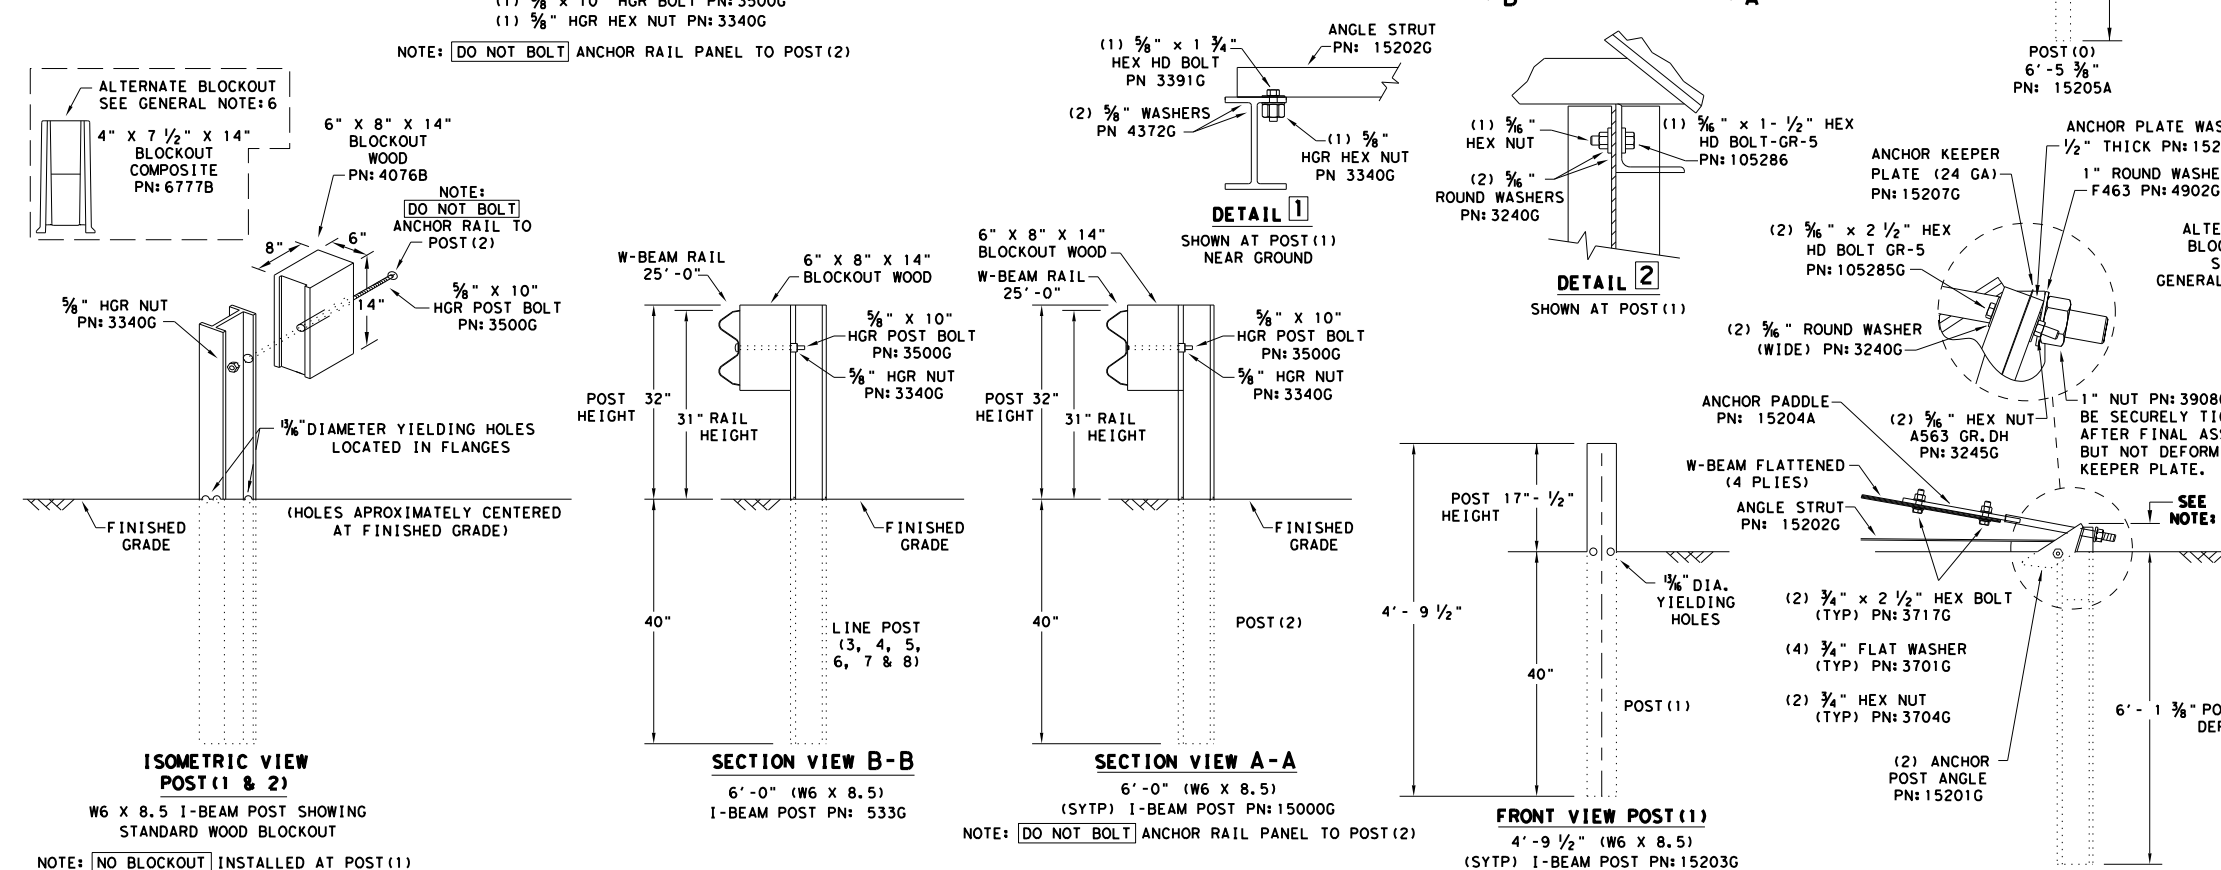 (1) ⅝" HGR HEX NUT PN:3340G
NOTE: DO NOT BOLT ANCHOR RAIL PANEL TO POST(2)
ALTERNATE BLOCKOUT
SEE GENERAL NOTE:6
4" X 7 ½" X 14"
BLOCKOUT
COMPOSITE
PN:6777B
6" X 8" X 14"
BLOCKOUT
WOOD
PN:4076B
NOTE:
DO NOT BOLT
ANCHOR RAIL TO
POST(2)
8"
6"
14"
⅝" X 10"
HGR POST BOLT
PN:3500G
⅝" HGR NUT
PN:3340G
13/16" DIAMETER YIELDING HOLES
LOCATED IN FLANGES
(HOLES APROXIMATELY CENTERED
AT FINISHED GRADE)
FINISHED
GRADE
ISOMETRIC VIEW
POST(1 & 2)
W6 X 8.5 I-BEAM POST SHOWING
STANDARD WOOD BLOCKOUT
NOTE: NO BLOCKOUT INSTALLED AT POST(1)
W-BEAM RAIL
25'-0"
6" X 8" X 14"
BLOCKOUT WOOD
⅝" X 10"
HGR POST BOLT
PN:3500G
⅝" HGR NUT
PN:3340G
POST 32"
HEIGHT
31" RAIL
HEIGHT
FINISHED
GRADE
40"
LINE POST
(3, 4, 5,
6, 7 & 8)
SECTION VIEW B-B
6'-0" (W6 X 8.5)
I-BEAM POST PN: 533G
6" X 8" X 14"
BLOCKOUT WOOD
W-BEAM RAIL
25'-0"
⅝" X 10"
HGR POST BOLT
PN:3500G
⅝" HGR NUT
PN:3340G
POST 32"
HEIGHT
31" RAIL
HEIGHT
FINISHED
GRADE
40"
POST(2)
SECTION VIEW A-A
6'-0" (W6 X 8.5)
(SYTP) I-BEAM POST PN:15000G
NOTE: DO NOT BOLT ANCHOR RAIL PANEL TO POST(2)
ANGLE STRUT
PN: 15202G
(1) ⅝" x 1 ¾"
HEX HD BOLT
PN 3391G
(2) ⅝" WASHERS
PN 4372G
(1) ⅝
HGR HEX NUT
PN 3340G
DETAIL 1
SHOWN AT POST(1)
NEAR GROUND
(1) 5/16"
HEX NUT
(1) 5/16" x 1-½" HEX
HD BOLT-GR-5
PN:105286
(2) 5/16"
ROUND WASHERS
PN:3240G
DETAIL 2
SHOWN AT POST(1)
POST 17"-½"
HEIGHT
4'- 9 ½"
40"
13/16" DIA.
YIELDING
HOLES
POST(1)
FRONT VIEW POST(1)
4'-9 ½" (W6 X 8.5)
(SYTP) I-BEAM POST PN:15203G
POST(0)
6'-5 ⅜"
PN: 15205A
ANCHOR PLATE
½" THICK
ANCHOR KEEPER
PLATE (24 GA)
PN:15207G
1" ROUND
F463 PN:4902G
(2) 5/16" x 2 ½" HEX
HD BOLT GR-5
PN:105285G
(2) 5/16" ROUND WASHER
(WIDE) PN:3240G
GENERAL
ANCHOR PADDLE
PN: 15204A
(2) 5/16" HEX NUT
A563 GR.DH
PN:3245G
1" NUT
BE SECURELY
AFTER FINAL
BUT NOT
KEEPER PLATE.
W-BEAM FLATTENED
(4 PLIES)
ANGLE STRUT
PN: 15202G
SEE
NOTE:
(2) ¾" x 2 ½" HEX BOLT
(TYP) PN:3717G
(4) ¾" FLAT WASHER
(TYP) PN:3701G
(2) ¾" HEX NUT
(TYP) PN:3704G
6'- 1 ⅜"
(2) ANCHOR
POST ANGLE
PN:15201G